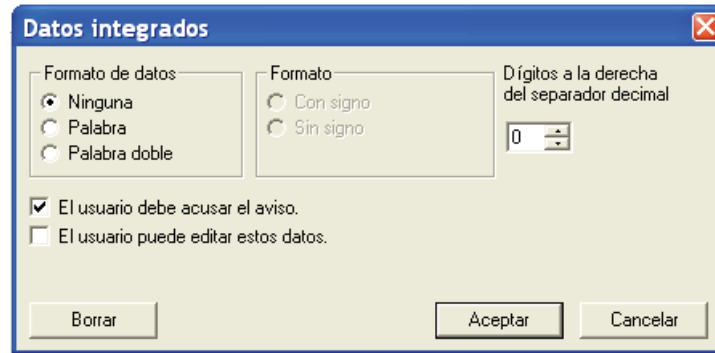 Datos integrados
Formato de datos
Ninguna
Palabra
Palabra doble
Formato
Con signo
Sin signo
Dígitos a la derecha
del separador decimal
0
El usuario debe acusar el aviso.
El usuario puede editar estos datos.
Borrar
Aceptar
Cancelar